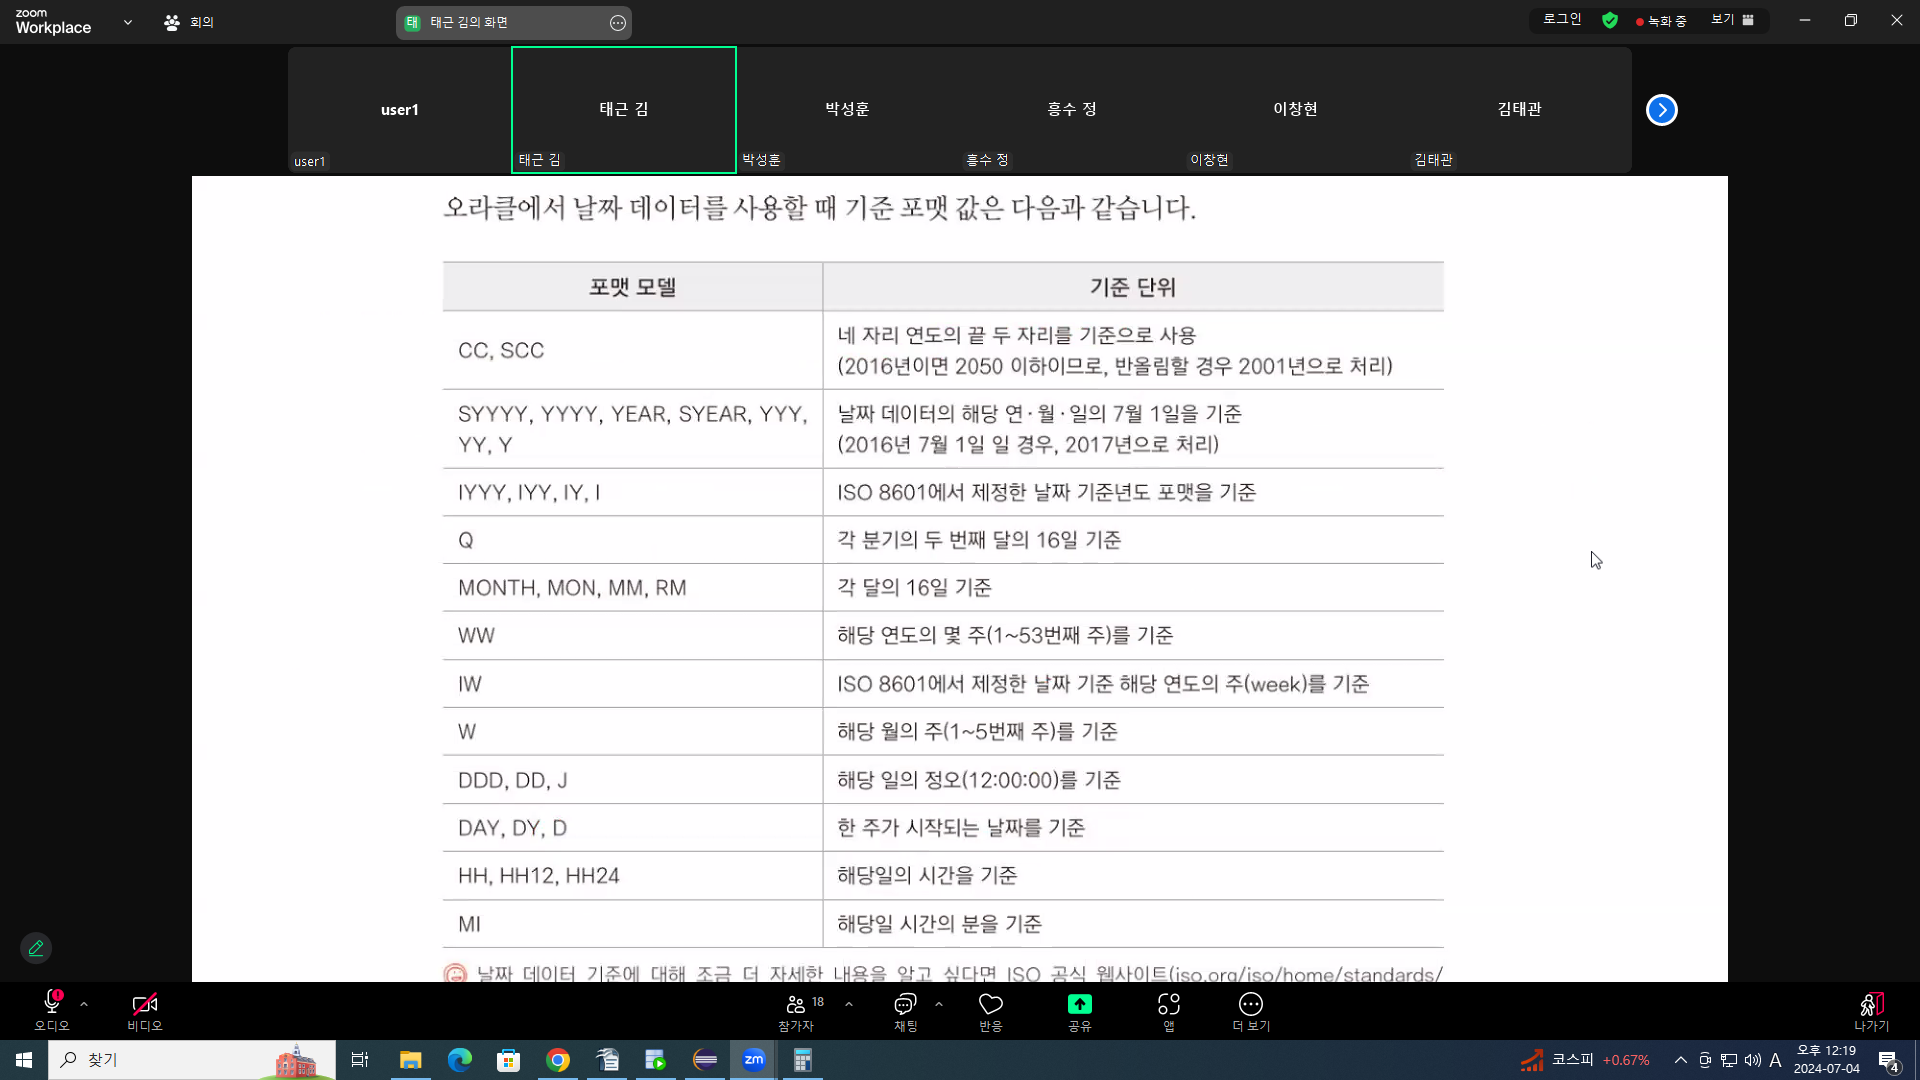 zoom
Workplace
회의
태
태근 김의 화면
로그인
녹화 중
보기
user1
태근 김
박성훈
흥수 정
이창현
김태관
user1
태근 김
박성훈
흥수 정
이창현
김태관
오라클에서 날짜 데이터를 사용할 때 기준 포맷 값은 다음과 같습니다.
포맷 모델
기준 단위
CC, SCC
네 자리 연도의 끝 두 자리를 기준으로 사용
(2016년이면 2050 이하이므로, 반올림할 경우 2001년으로 처리)
SYYYY, YYYY, YEAR, SYEAR, YYY,
YY, Y
날짜 데이터의 해당 연·월·일의 7월 1일을 기준
(2016년 7월 1일 일 경우, 2017년으로 처리)
IYYY, IYY, IY, I
ISO 8601에서 제정한 날짜 기준년도 포맷을 기준
Q
각 분기의 두 번째 달의 16일 기준
MONTH, MON, MM, RM
각 달의 16일 기준
WW
해당 연도의 몇 주(1~53번째 주)를 기준
IW
ISO 8601에서 제정한 날짜 기준 해당 연도의 주(week)를 기준
W
해당 월의 주(1~5번째 주)를 기준
DDD, DD, J
해당 일의 정오(12:00:00)를 기준
DAY, DY, D
한 주가 시작되는 날짜를 기준
HH, HH12, HH24
해당일의 시간을 기준
MI
해당일 시간의 분을 기준
날짜 데이터 기준에 대해 조금 더 자세한 내용을 알고 싶다면 ISO 공식 웹사이트(iso.org/iso/home/standards/
오디오
비디오
18
참가자
채팅
반응
공유
앱
더 보기
나가기
찾기
zm
코스피 +0.67%
A
오후 12:19
2024-07-04
4